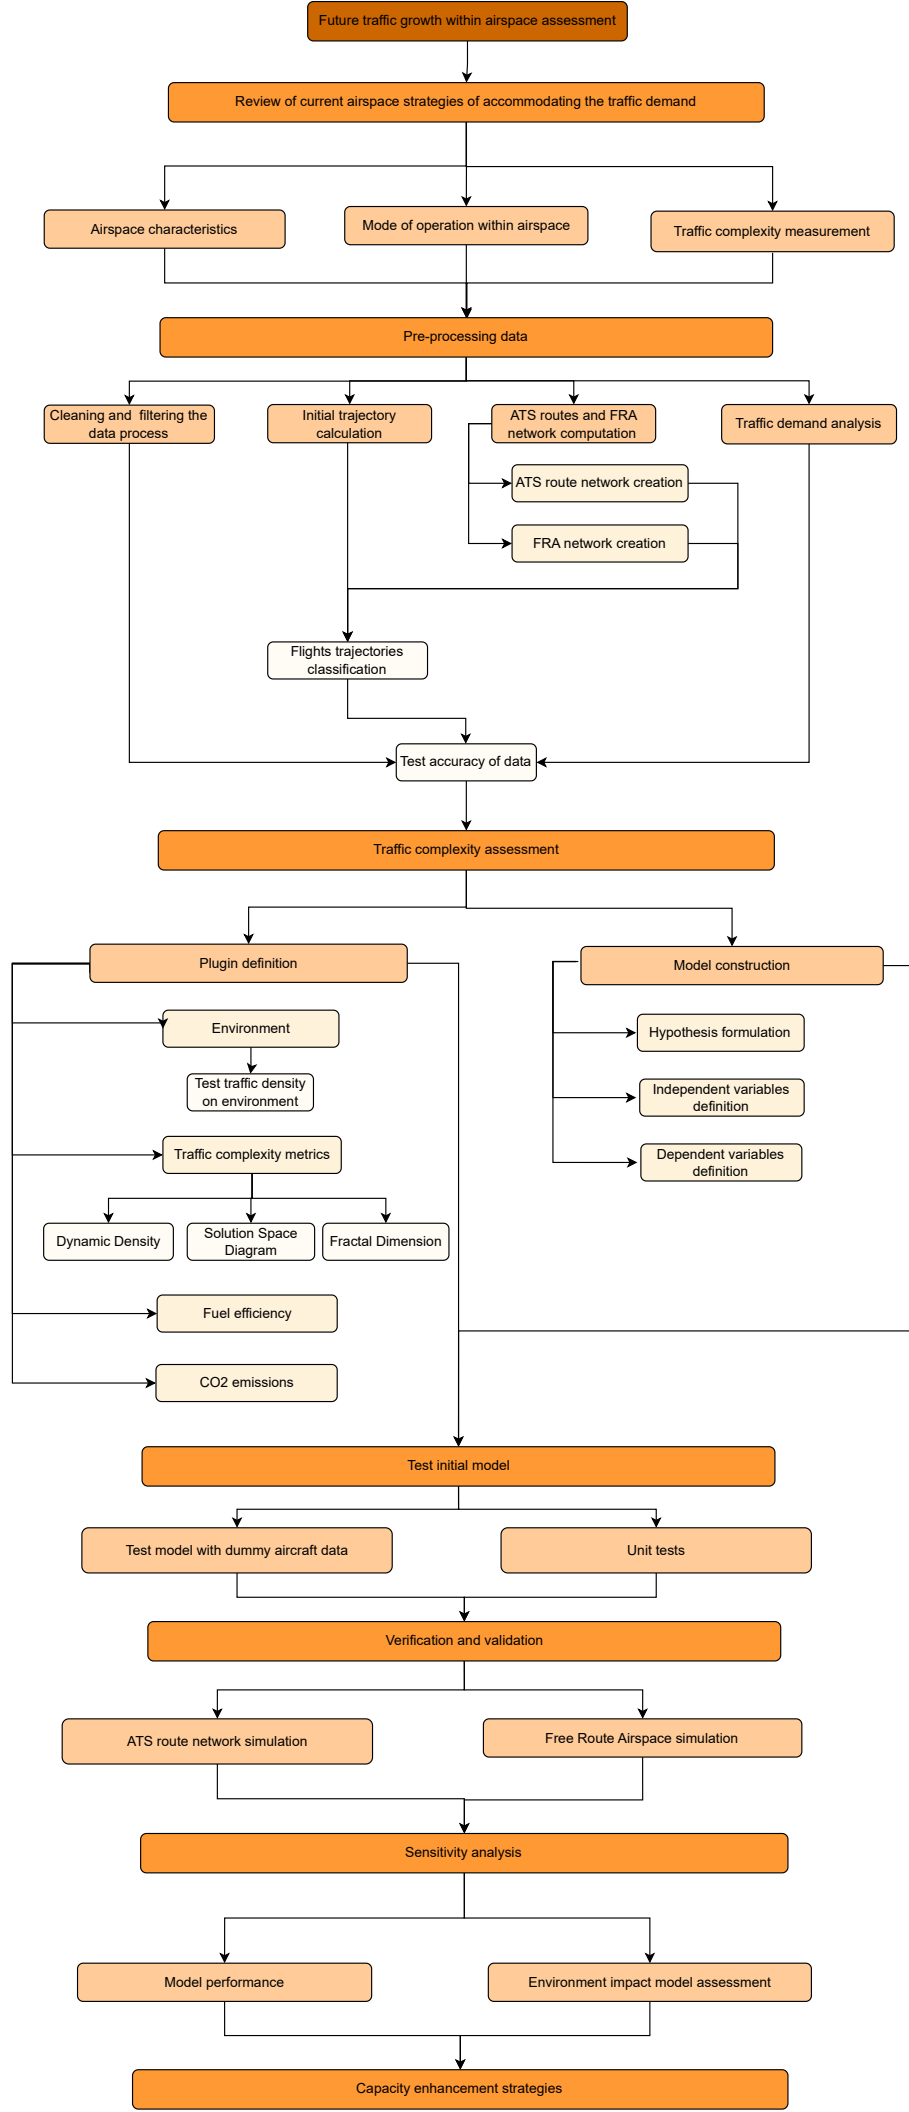 Future traffic growth within airspace assessment
Review of current airspace strategies of accommodating the traffic demand
Airspace characteristics
Mode of operation within airspace
Traffic complexity measurement
Pre-processing data
Cleaning and filtering the
data process
Initial trajectory
calculation
ATS routes and FRA
network computation
Traffic demand analysis
ATS route network creation
FRA network creation
Flights trajectories
classification
Test accuracy of data
Traffic complexity assessment
Plugin definition
Model construction
Environment
Hypothesis formulation
Test traffic density
on environment
Independent variables
definition
Traffic complexity metrics
Dependent variables
definition
Dynamic Density
Solution Space
Diagram
Fractal Dimension
Fuel efficiency
CO2 emissions
Test initial model
Test model with dummy aircraft data
Unit tests
Verification and validation
ATS route network simulation
Free Route Airspace simulation
Sensitivity analysis
Model performance
Environment impact model assessment
Capacity enhancement strategies